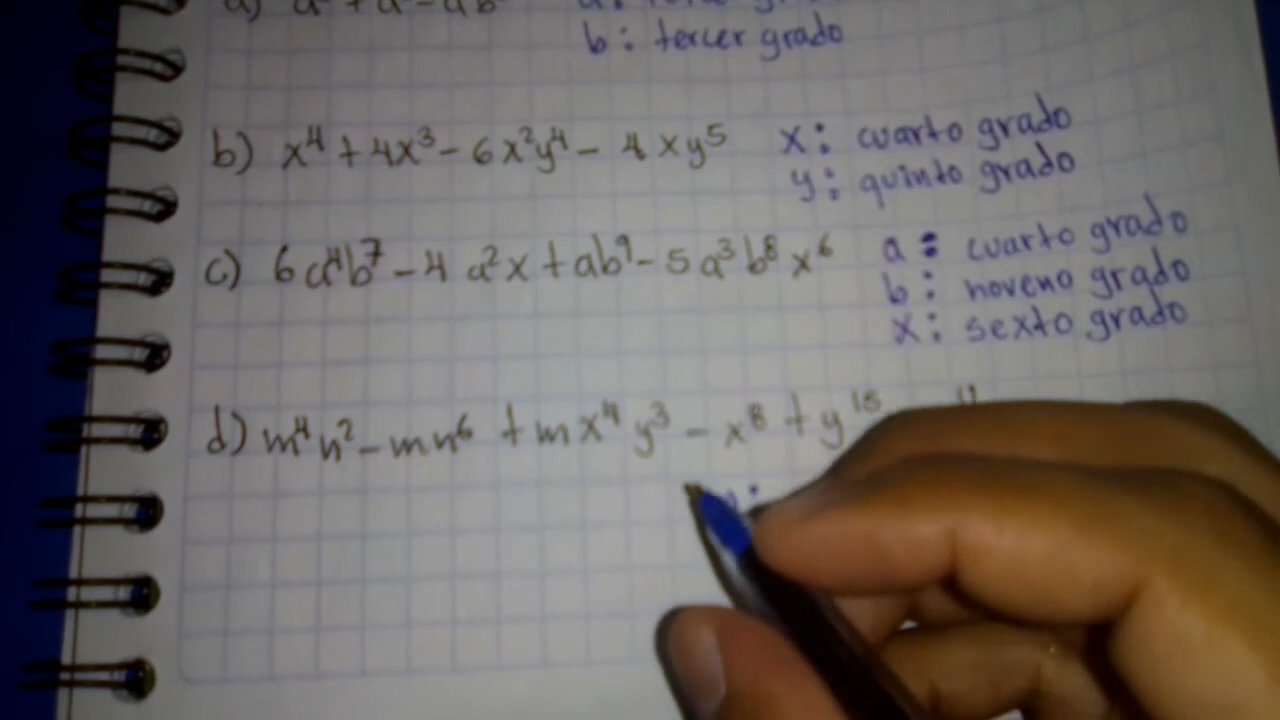 b: tercer grado
b) x⁴ + 4x³ - 6x²y⁴ - 4xy⁵ x: cuarto grado
y: quinto grado
c) 6a⁴b⁷ - 4a²x + ab⁹ - 5a³b⁸x⁶ a: cuarto grado
b: noveno grado
x: sexto grado
d) m⁴n² - mn⁶ + mx⁴y³ - x⁸ + y¹⁵